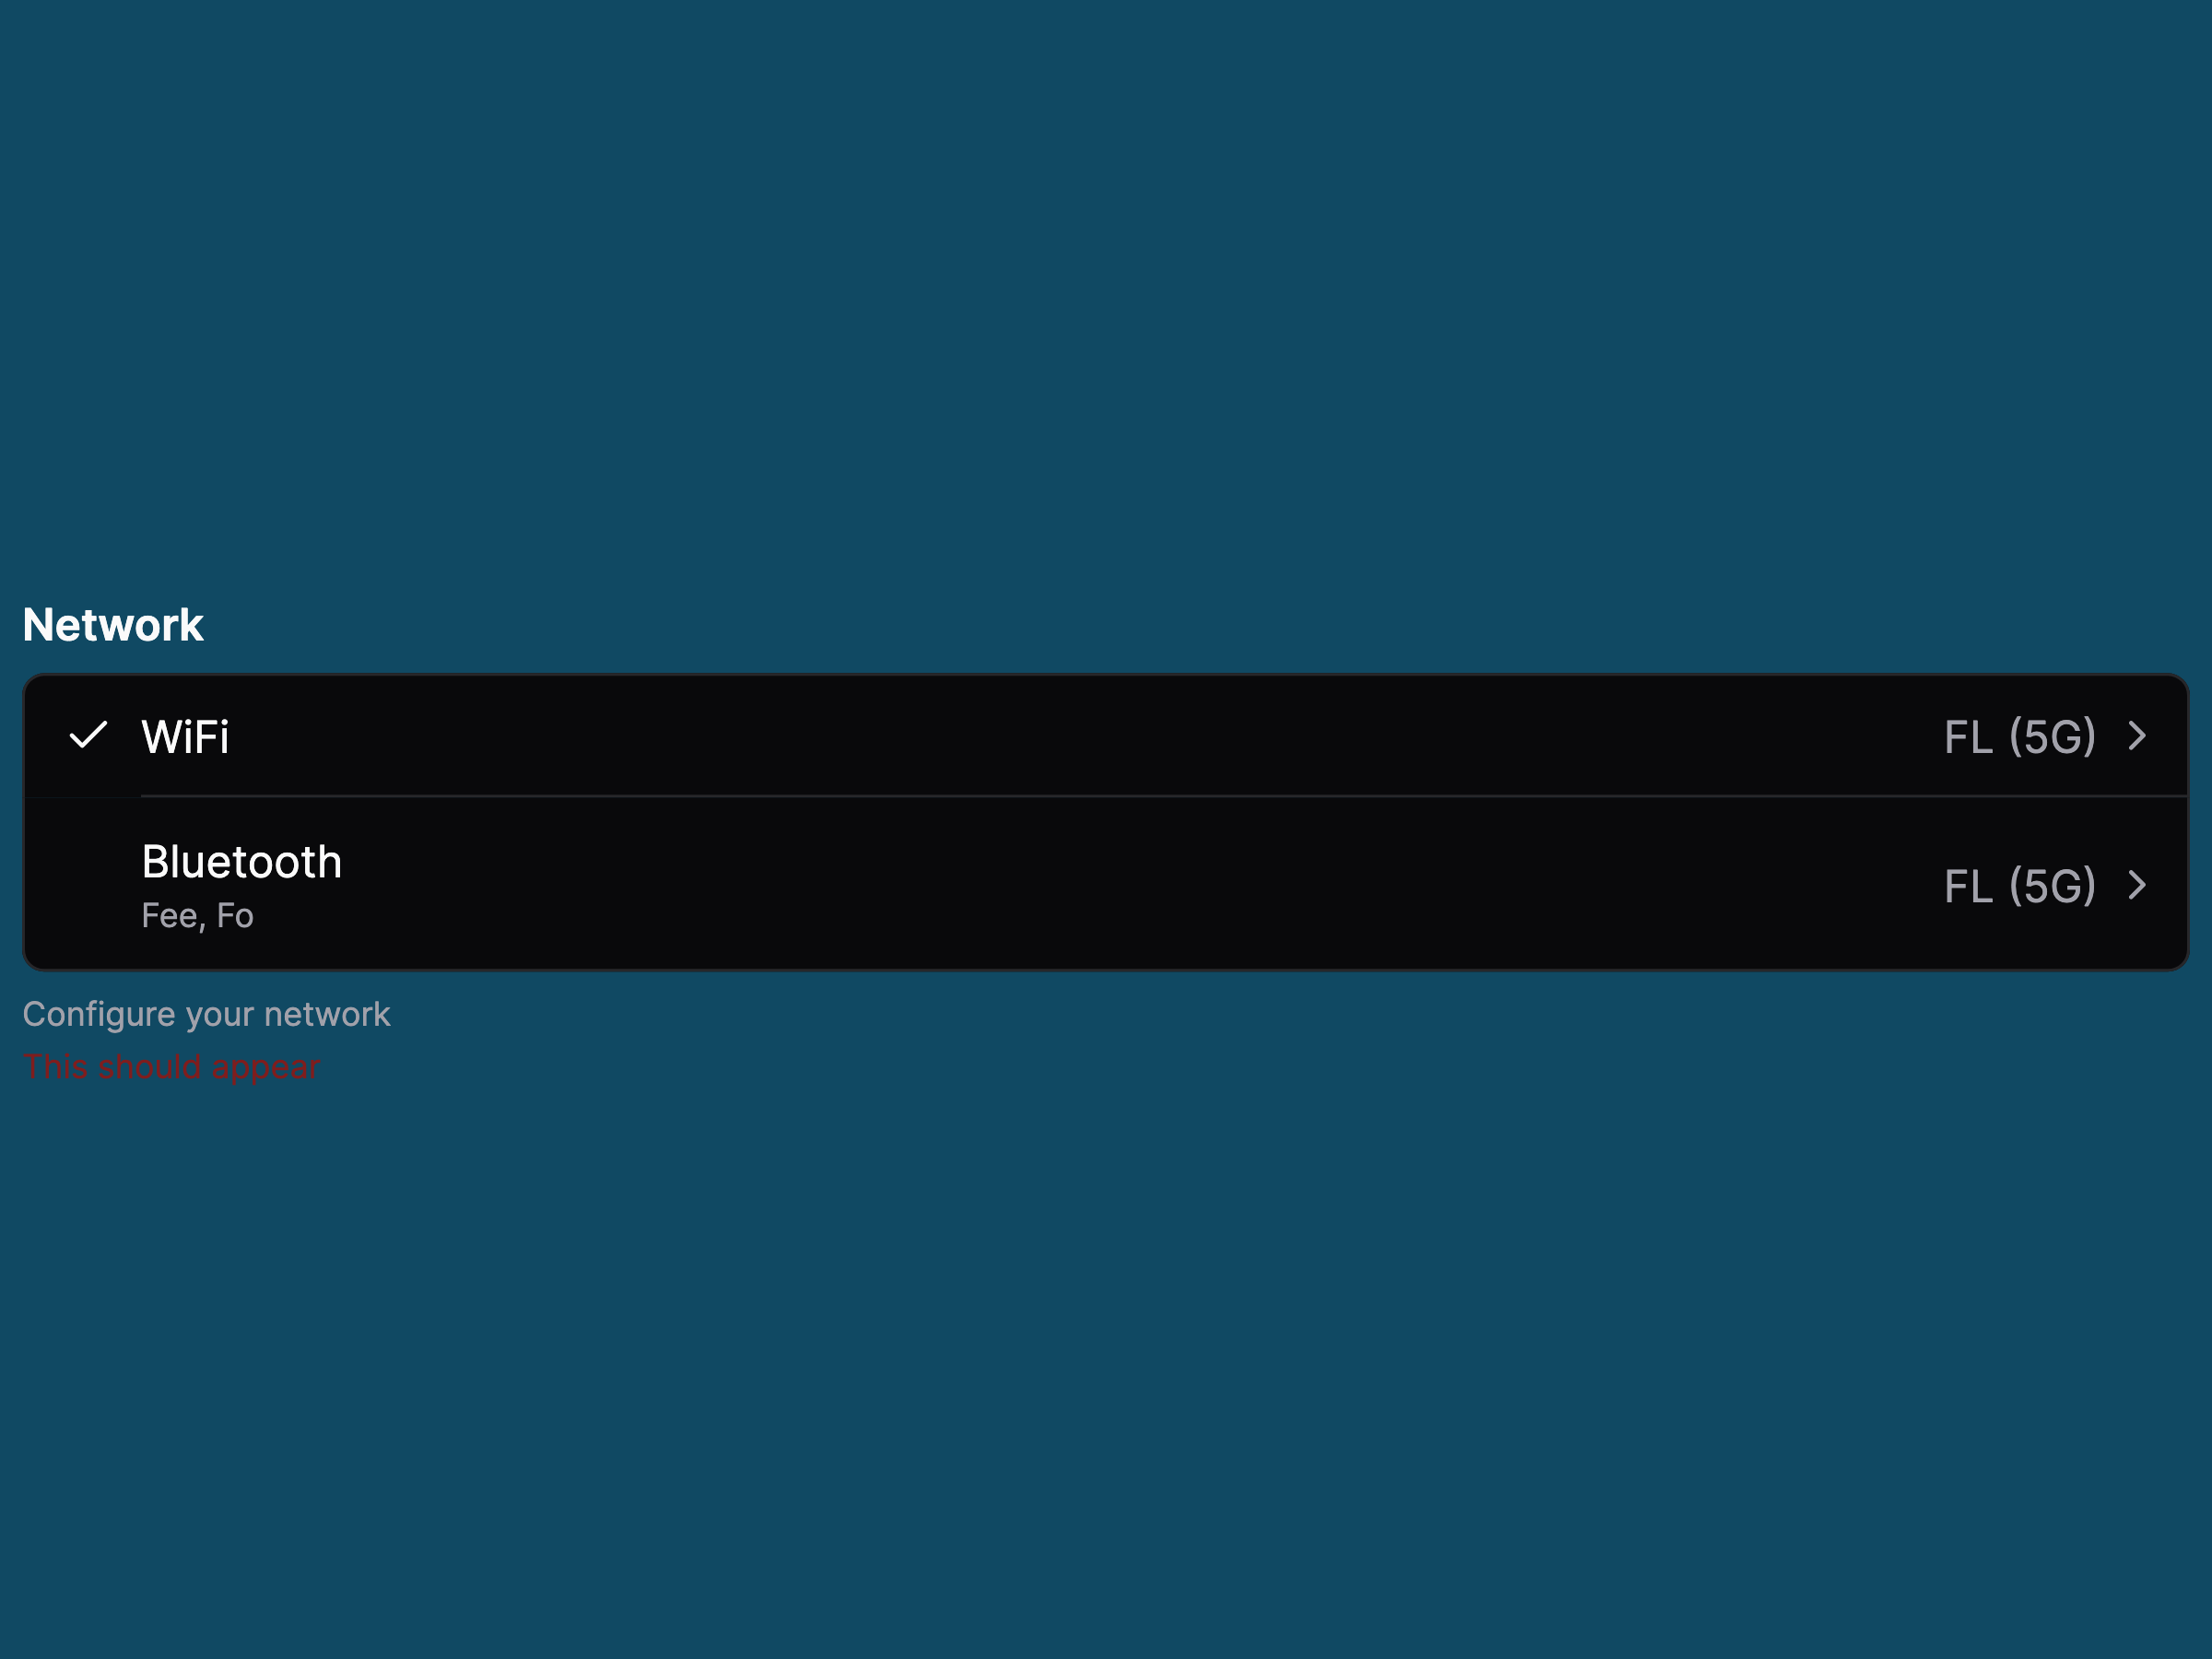 Network
WiFi FL (5G)
Bluetooth FL (5G)
Fee, Fo
Configure your network
This should appear